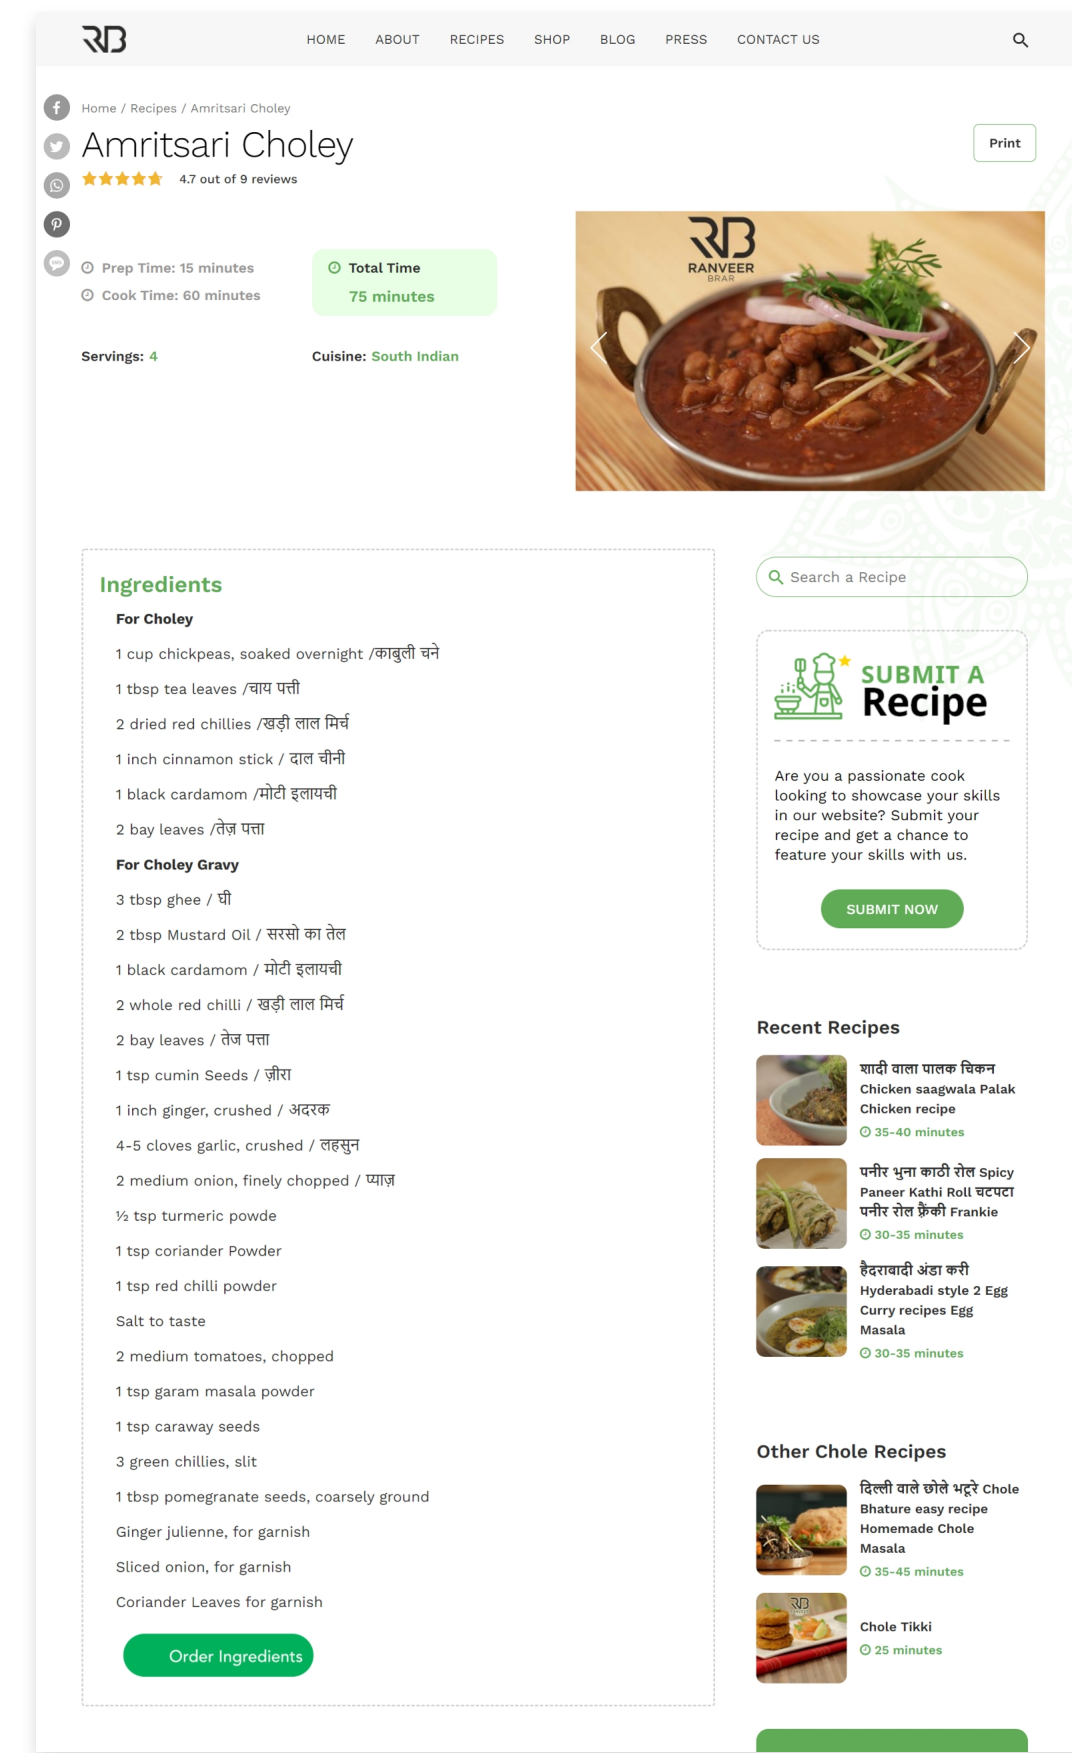 RB
HOME ABOUT RECIPES SHOP BLOG PRESS CONTACT US
Home / Recipes / Amritsari Choley
Amritsari Choley
Print
4.7 out of 9 reviews
Prep Time: 15 minutes
Cook Time: 60 minutes
Total Time
75 minutes
Servings: 4
Cuisine: South Indian
RB
RANVEER
BRAR
Ingredients
For Choley
1 cup chickpeas, soaked overnight /काबुली चने
1 tbsp tea leaves /चाय पत्ती
2 dried red chillies /खड़ी लाल मिर्च
1 inch cinnamon stick / दाल चीनी
1 black cardamom /मोटी इलायची
2 bay leaves /तेज़ पत्ता
For Choley Gravy
3 tbsp ghee / घी
2 tbsp Mustard Oil / सरसो का तेल
1 black cardamom / मोटी इलायची
2 whole red chilli / खड़ी लाल मिर्च
2 bay leaves / तेज पत्ता
1 tsp cumin Seeds / ज़ीरा
1 inch ginger, crushed / अदरक
4-5 cloves garlic, crushed / लहसुन
2 medium onion, finely chopped / प्याज़
½ tsp turmeric powde
1 tsp coriander Powder
1 tsp red chilli powder
Salt to taste
2 medium tomatoes, chopped
1 tsp garam masala powder
1 tsp caraway seeds
3 green chillies, slit
1 tbsp pomegranate seeds, coarsely ground
Ginger julienne, for garnish
Sliced onion, for garnish
Coriander Leaves for garnish
Order Ingredients
Search a Recipe
SUBMIT A
Recipe
Are you a passionate cook
looking to showcase your skills
in our website? Submit your
recipe and get a chance to
feature your skills with us.
SUBMIT NOW
Recent Recipes
शादी वाला पालक चिकन
Chicken saagwala Palak
Chicken recipe
35-40 minutes
पनीर भुना काठी रोल Spicy
Paneer Kathi Roll चटपटा
पनीर रोल फ्रैंकी Frankie
30-35 minutes
हैदराबादी अंडा करी
Hyderabadi style 2 Egg
Curry recipes Egg
Masala
30-35 minutes
Other Chole Recipes
दिल्ली वाले छोले भटूरे Chole
Bhature easy recipe
Homemade Chole
Masala
35-45 minutes
RB
Chole Tikki
25 minutes